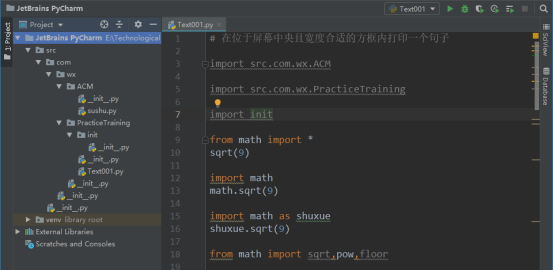 JetBrains PyCharm
Text001
Project
Text001.py
1: Project
JetBrains PyCharm E:\Technological
src
com
wx
ACM
__init__.py
sushu.py
PracticeTraining
init
__init__.py
__init__.py
Text001.py
__init__.py
__init__.py
__init__.py
venv library root
External Libraries
Scratches and Consoles
1 # 在位于屏幕中央且宽度合适的方框内打印一个句子
2
3 import src.com.wx.ACM
4
5 import src.com.wx.PracticeTraining
6
7 import init
8
9 from math import *
10 sqrt(9)
11
12 import math
13 math.sqrt(9)
14
15 import math as shuxue
16 shuxue.sqrt(9)
17
18 from math import sqrt,pow,floor
SciView
Database